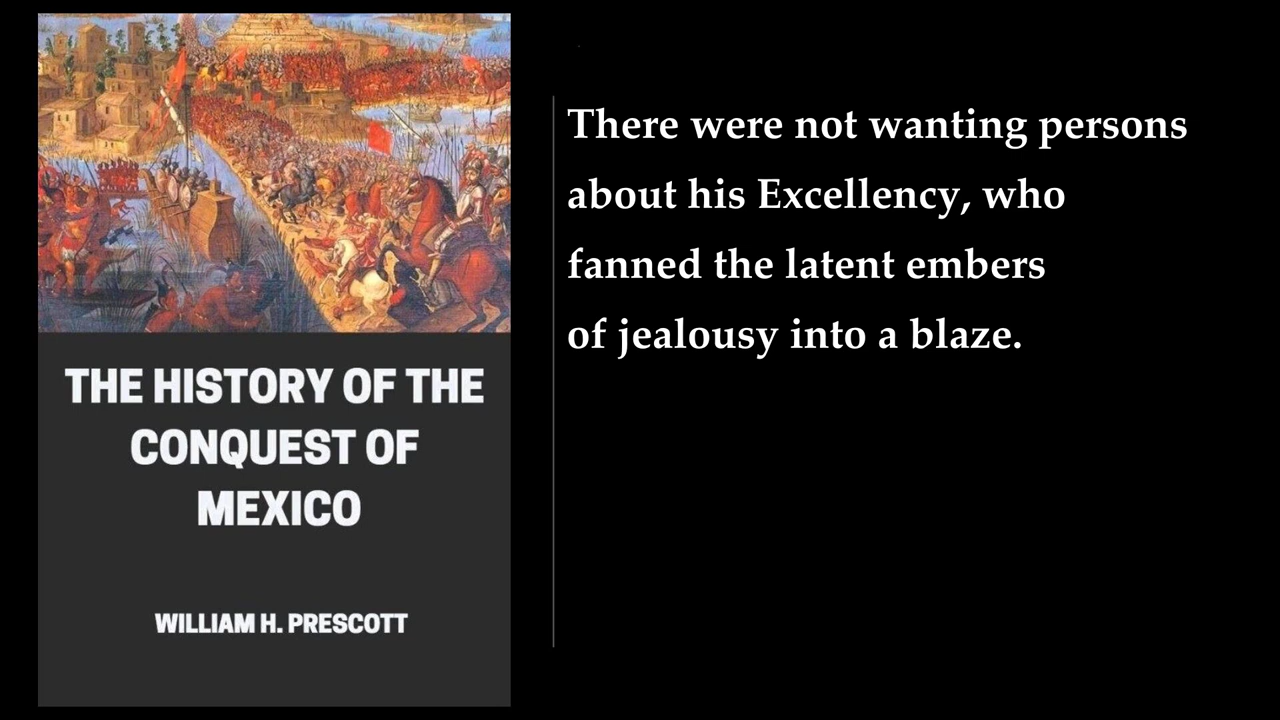 THE HISTORY OF THE
CONQUEST OF
MEXICO
WILLIAM H. PRESCOTT
There were not wanting persons
about his Excellency, who
fanned the latent embers
of jealousy into a blaze.